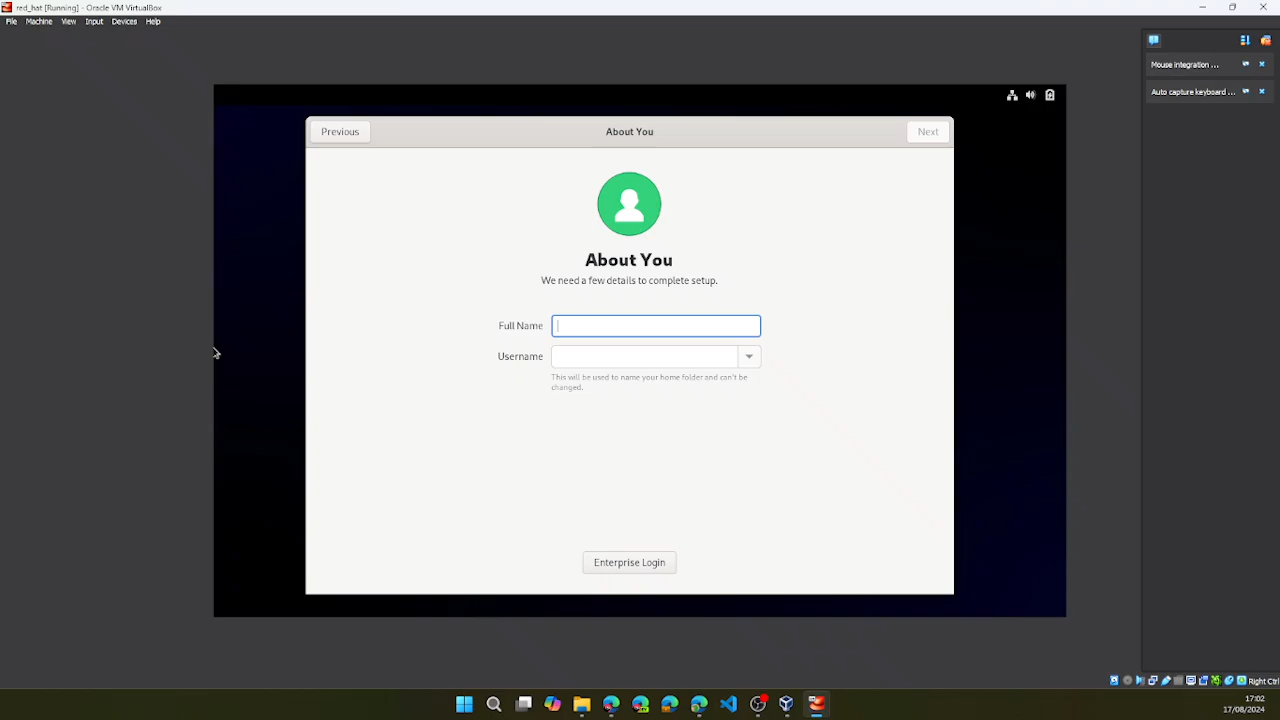 red_hat [Running] - Oracle VM VirtualBox
File Machine View Input Devices Help
Mouse integration ...
Auto capture keyboard ...
Previous
About You
Next
About You
We need a few details to complete setup.
Full Name
Username
This will be used to name your home folder and can't be
changed.
Enterprise Login
Right Ctrl
17:02
17/08/2024